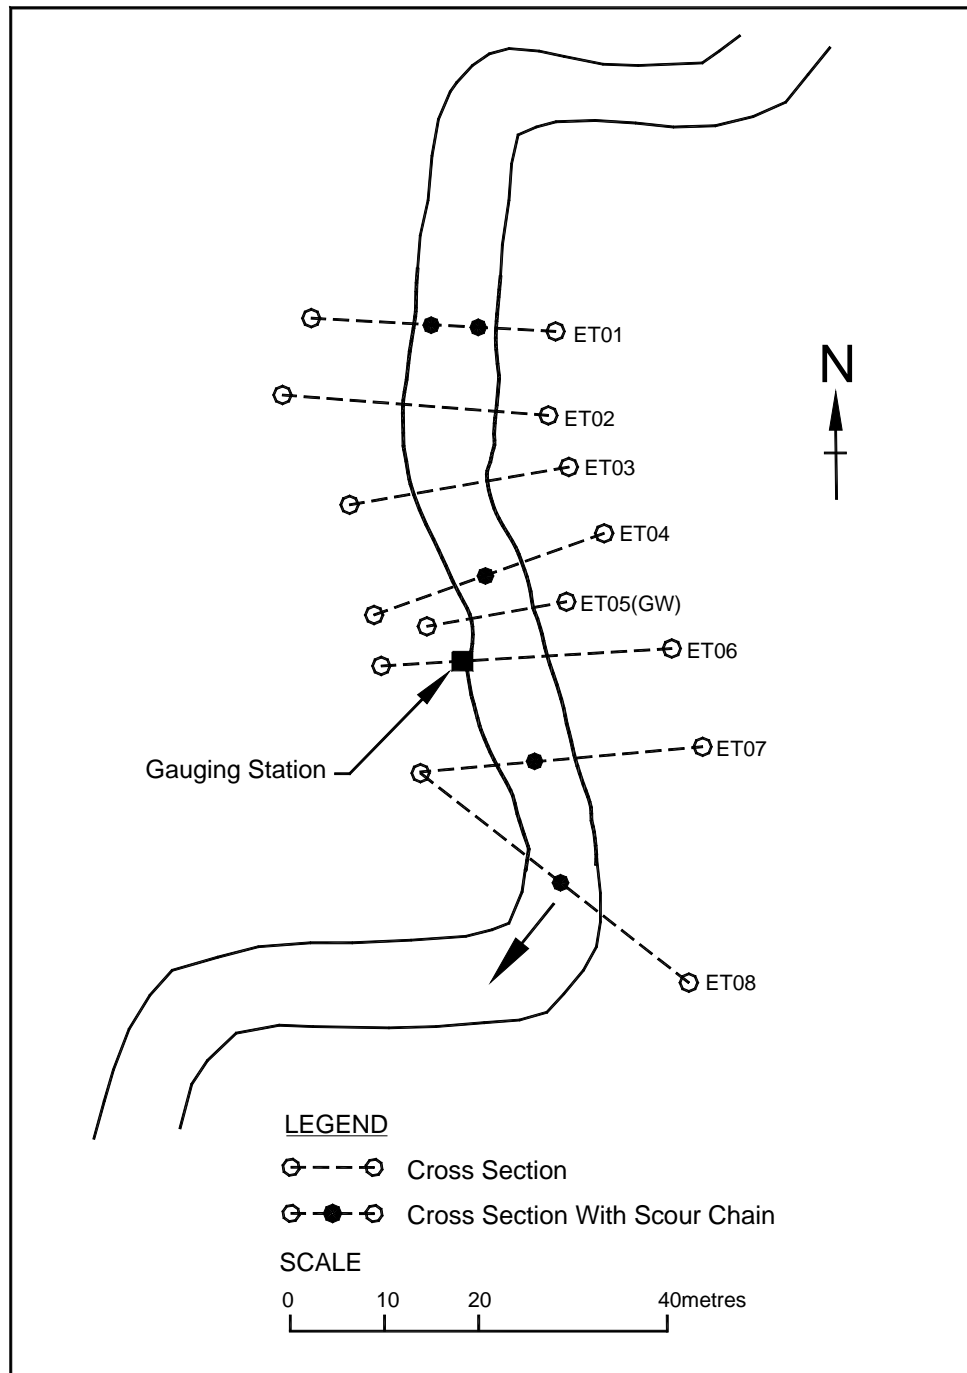 ET01
N
ET02
ET03
ET04
ET05(GW)
ET06
ET07
Gauging Station
ET08
LEGEND
Cross Section
Cross Section With Scour Chain
SCALE
0 10 20 40metres